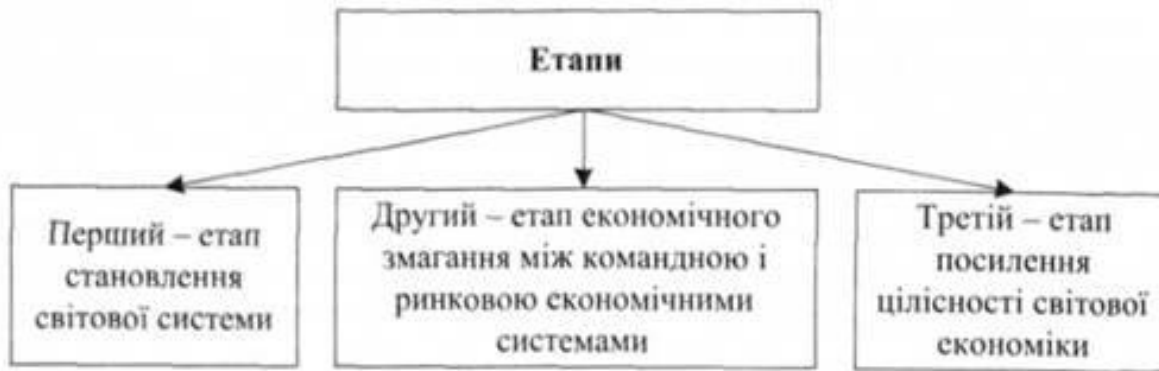 Етапи
Перший – етап
становлення
світової системи
Другий – етап економічного
змагання між командною і
ринковою економічними
системами
Третій – етап
посилення
цілісності світової
економіки